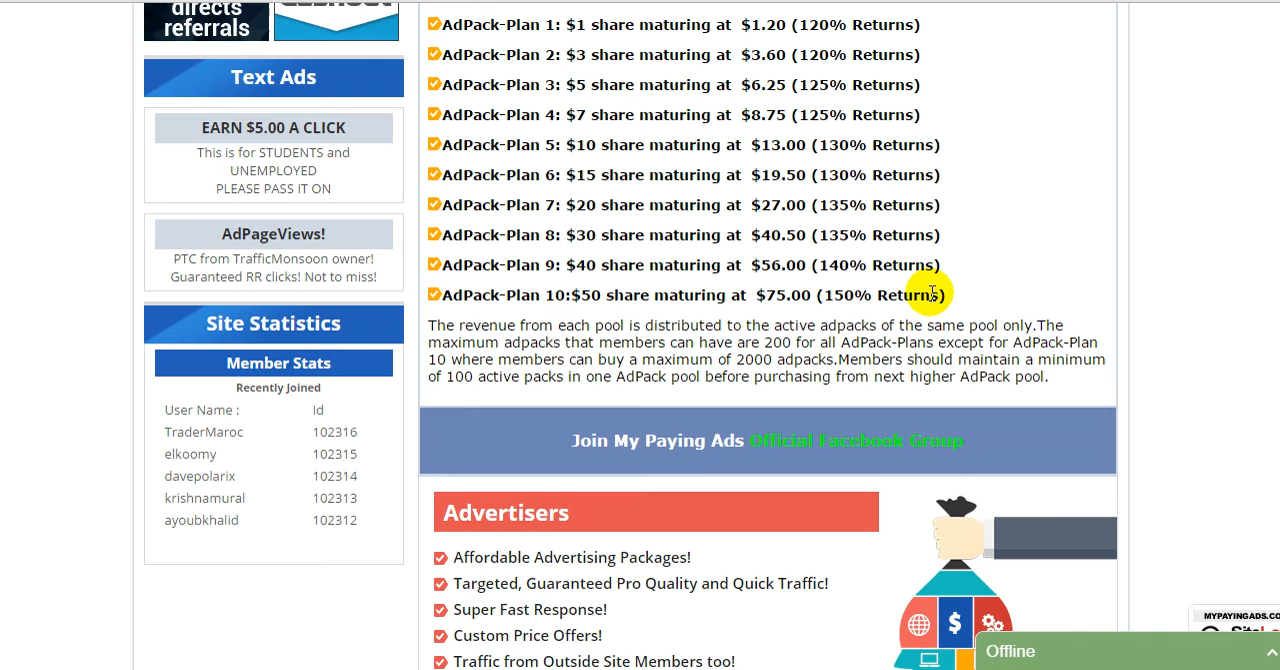 directs
referrals
Text Ads
EARN $5.00 A CLICK
This is for STUDENTS and
UNEMPLOYED
PLEASE PASS IT ON
AdPageViews!
PTC from TrafficMonsoon owner!
Guaranteed RR clicks! Not to miss!
Site Statistics
Member Stats
Recently Joined
User Name : Id
TraderMaroc 102316
elkoomy 102315
davepolarix 102314
krishnamural 102313
ayoubkhalid 102312
AdPack-Plan 1: $1 share maturing at $1.20 (120% Returns)
AdPack-Plan 2: $3 share maturing at $3.60 (120% Returns)
AdPack-Plan 3: $5 share maturing at $6.25 (125% Returns)
AdPack-Plan 4: $7 share maturing at $8.75 (125% Returns)
AdPack-Plan 5: $10 share maturing at $13.00 (130% Returns)
AdPack-Plan 6: $15 share maturing at $19.50 (130% Returns)
AdPack-Plan 7: $20 share maturing at $27.00 (135% Returns)
AdPack-Plan 8: $30 share maturing at $40.50 (135% Returns)
AdPack-Plan 9: $40 share maturing at $56.00 (140% Returns)
AdPack-Plan 10:$50 share maturing at $75.00 (150% Returns)
The revenue from each pool is distributed to the active adpacks of the same pool only.The
maximum adpacks that members can have are 200 for all AdPack-Plans except for AdPack-Plan
10 where members can buy a maximum of 2000 adpacks.Members should maintain a minimum
of 100 active packs in one AdPack pool before purchasing from next higher AdPack pool.
Join My Paying Ads Official Facebook Group
Advertisers
Affordable Advertising Packages!
Targeted, Guaranteed Pro Quality and Quick Traffic!
Super Fast Response!
Custom Price Offers!
Traffic from Outside Site Members too!
$
MYPAYINGADS.CO
Offline